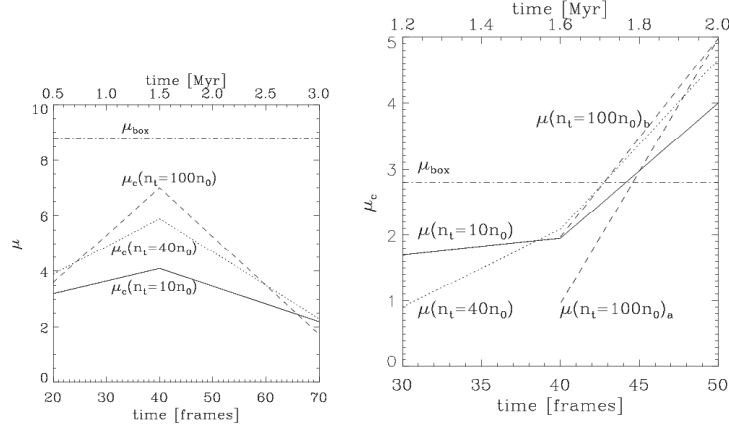 time [Myr]
0.5 1.0 1.5 2.0 2.5 3.0
10
8
6
4
2
0
μ
μbox
μc(nt=100n0)
μc(nt=40n0)
μc(nt=10n0)
20 30 40 50 60 70
time [frames]
time [Myr]
1.2 1.4 1.6 1.8 2.0
5
4
3
2
1
0
μc
μ(nt=100n0)b
μbox
μ(nt=10n0)
μ(nt=40n0)
μ(nt=100n0)a
30 35 40 45 50
time [frames]